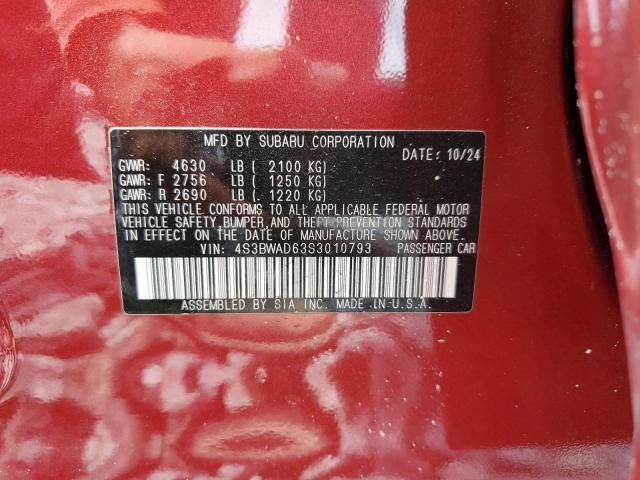 MFD BY SUBARU CORPORATION
DATE: 10/24
GVWR: 4630 LB ( 2100 KG)
GAWR: F 2756 LB ( 1250 KG)
GAWR: R 2690 LB (. 1220 KG)
THIS VEHICLE CONFORMS TO ALL APPLICABLE FEDERAL MOTOR
VEHICLE SAFETY, BUMPER, AND THEFT PREVENTION STANDARDS
IN EFFECT ON THE DATE OF MANUFACTURE SHOWN ABOVE.
VIN: 4S3BWAD63S3010793 PASSENGER CAR
ASSEMBLED BY SIA INC. MADE IN U.S.A.